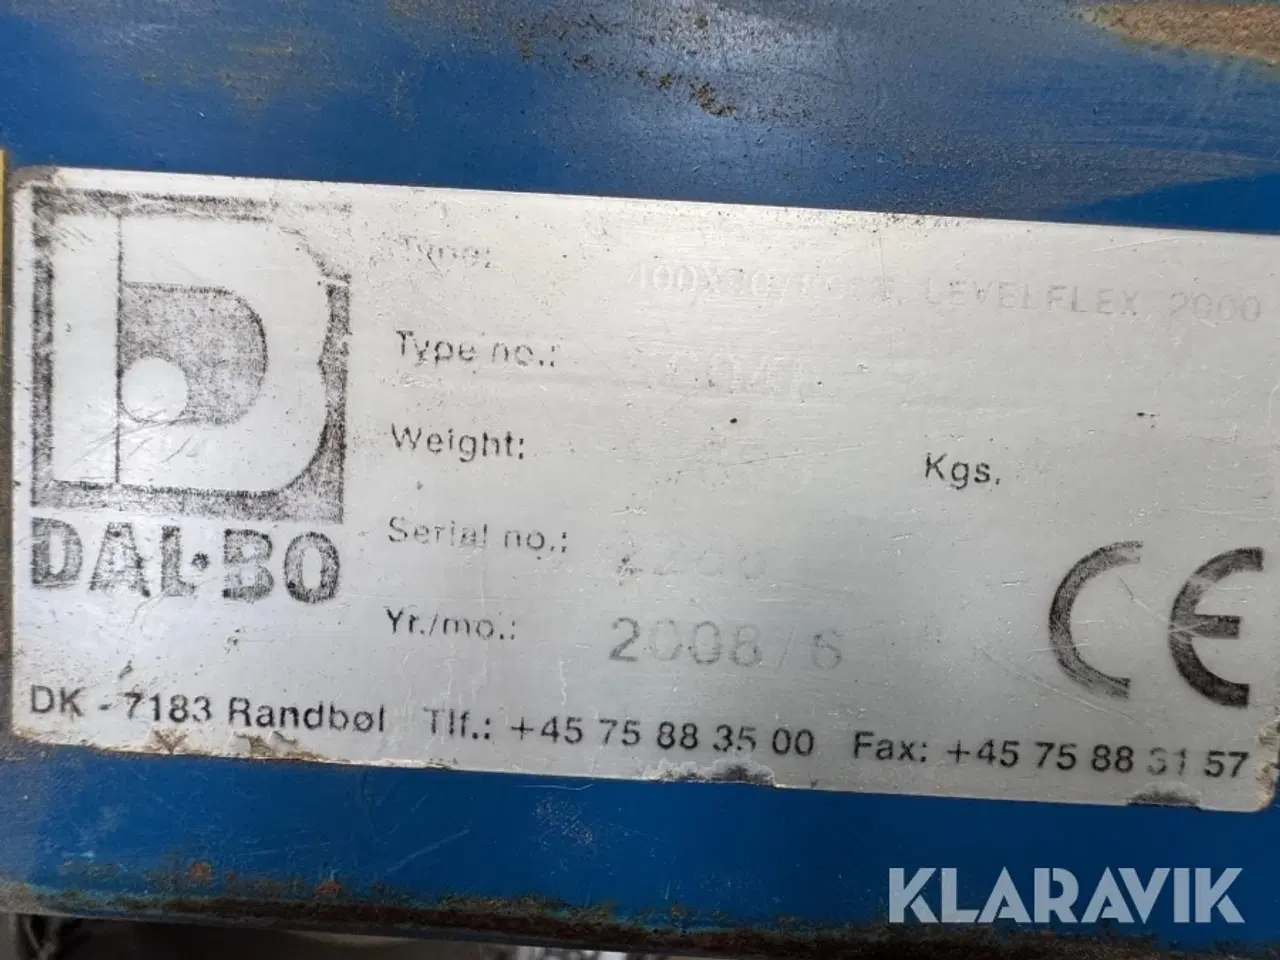 Type: LEVELFLEX 2000
Type no.:
Weight: Kgs.
Serial no.:
Yr./mo.: 2008/6
DAL-BO
CE
DK - 7183 Randbøl Tlf.: +45 75 88 35 00 Fax: +45 75 88 31 57
KLARAVIK